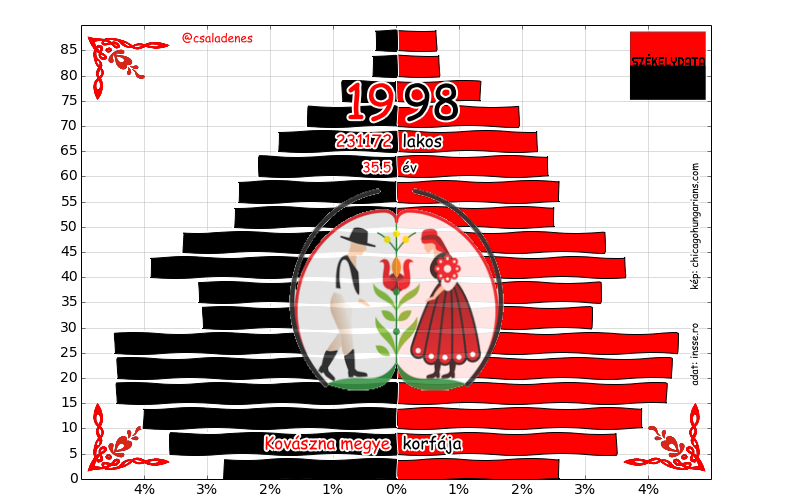 @csaladenes
SZÉKELYDATA
1998
231172 lakos
35.5 év
85
80
75
70
65
60
55
50
45
40
35
30
25
20
15
10
5
0
kép: chicagohungarians.com
adat: insse.ro
Kovászna megye korfája
4% 3% 2% 1% 0% 1% 2% 3% 4%